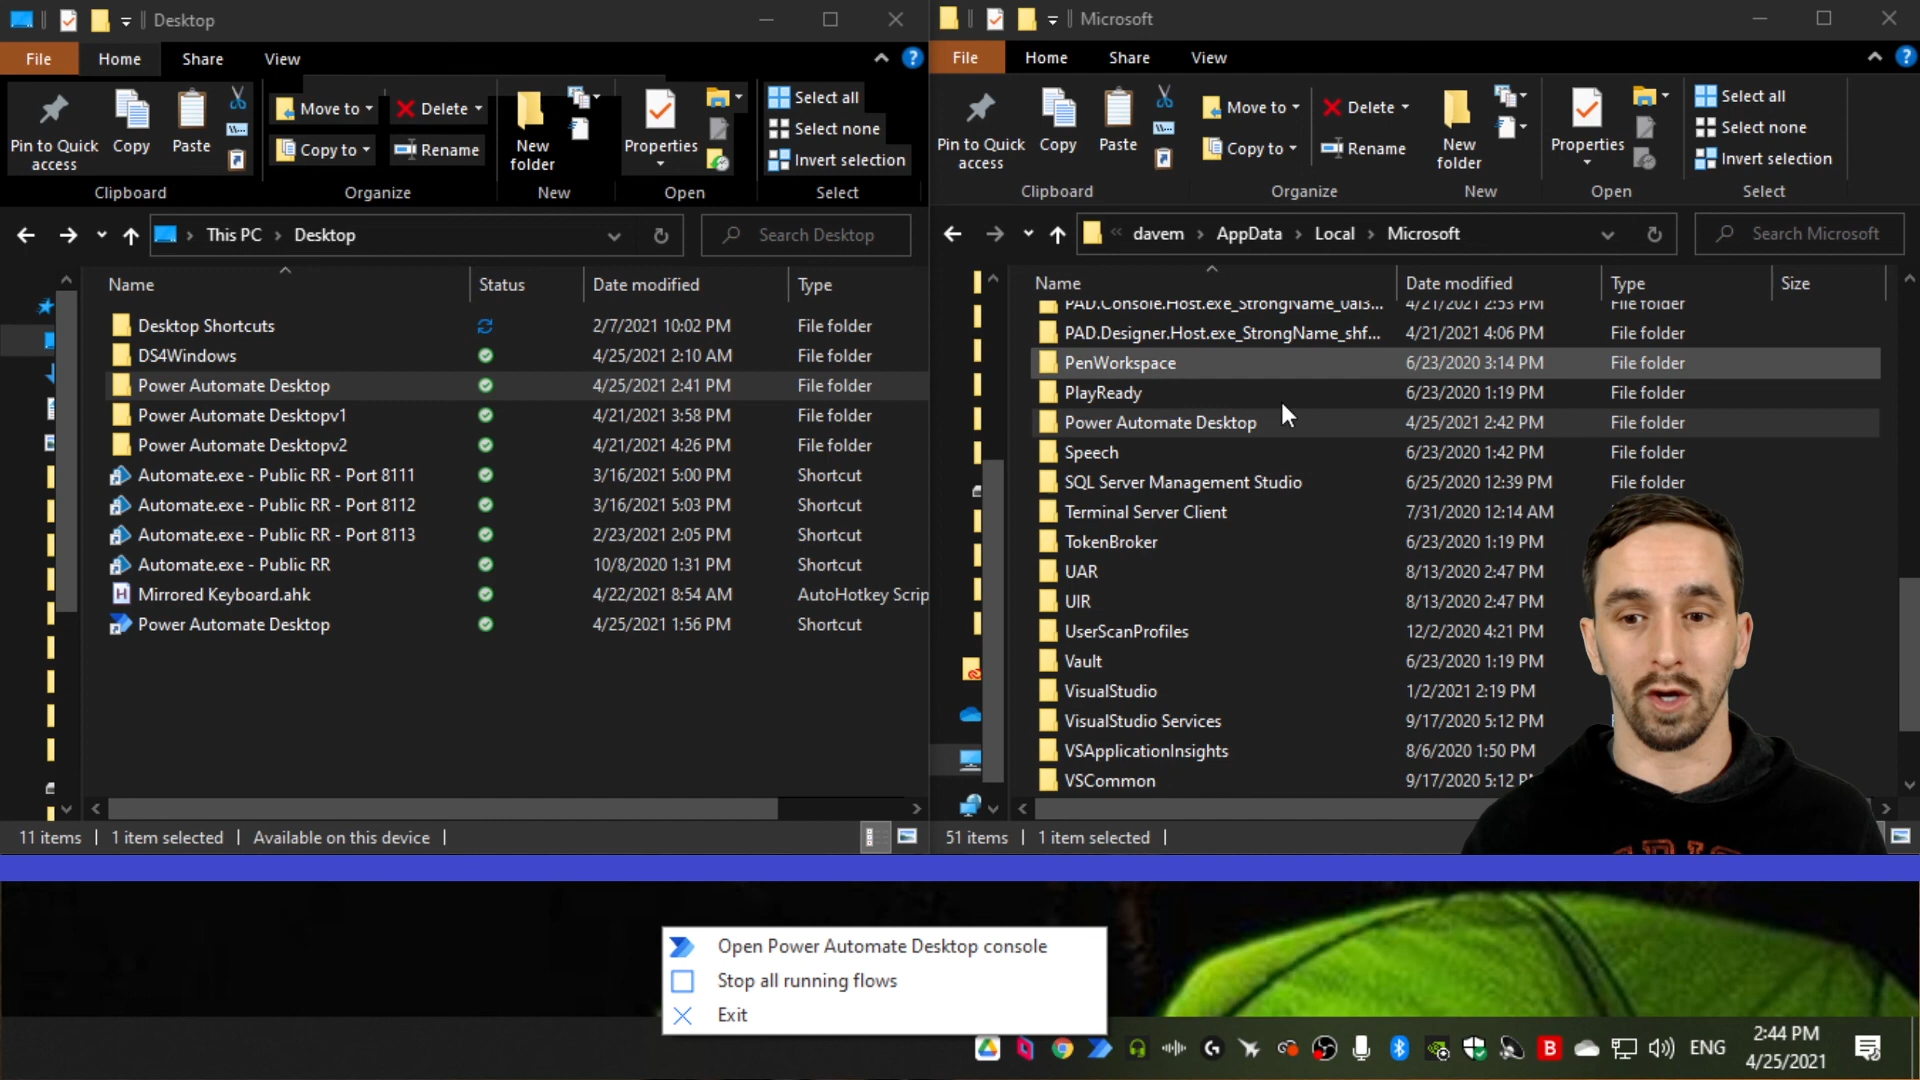 Desktop
File Home Share View
Pin to Quick access
Copy
Paste
Move to
Copy to
Delete
Rename
New folder
Properties
Select all
Select none
Invert selection
Clipboard Organize New Open Select
This PC Desktop
Search Desktop
Name Status Date modified Type
Desktop Shortcuts 2/7/2021 10:02 PM File folder
DS4Windows 4/25/2021 2:10 AM File folder
Power Automate Desktop 4/25/2021 2:41 PM File folder
Power Automate Desktopv1 4/21/2021 3:58 PM File folder
Power Automate Desktopv2 4/21/2021 4:26 PM File folder
Automate.exe - Public RR - Port 8111 3/16/2021 5:00 PM Shortcut
Automate.exe - Public RR - Port 8112 3/16/2021 5:03 PM Shortcut
Automate.exe - Public RR - Port 8113 2/23/2021 2:05 PM Shortcut
Automate.exe - Public RR 10/8/2020 1:31 PM Shortcut
Mirrored Keyboard.ahk 4/22/2021 8:54 AM AutoHotkey Scrip
Power Automate Desktop 4/25/2021 1:56 PM Shortcut
11 items 1 item selected Available on this device
Microsoft
File Home Share View
Pin to Quick access
Copy
Paste
Move to
Copy to
Delete
Rename
New folder
Properties
Select all
Select none
Invert selection
Clipboard Organize New Open Select
« davem AppData Local Microsoft
Search Microsoft
Name Date modified Type Size
PAD.Console.Host.exe_StrongName_0al3... 4/21/2021 2:53 PM File folder
PAD.Designer.Host.exe_StrongName_shf... 4/21/2021 4:06 PM File folder
PenWorkspace 6/23/2020 3:14 PM File folder
PlayReady 6/23/2020 1:19 PM File folder
Power Automate Desktop 4/25/2021 2:42 PM File folder
Speech 6/23/2020 1:42 PM File folder
SQL Server Management Studio 6/25/2020 12:39 PM File folder
Terminal Server Client 7/31/2020 12:14 AM
TokenBroker 6/23/2020 1:19 PM
UAR 8/13/2020 2:47 PM
UIR 8/13/2020 2:47 PM
UserScanProfiles 12/2/2020 4:21 PM
Vault 6/23/2020 1:19 PM
VisualStudio 1/2/2021 2:19 PM
VisualStudio Services 9/17/2020 5:12 PM
VSApplicationInsights 8/6/2020 1:50 PM
VSCommon 9/17/2020 5:12
51 items 1 item selected
Open Power Automate Desktop console
Stop all running flows
Exit
ENG
2:44 PM
4/25/2021